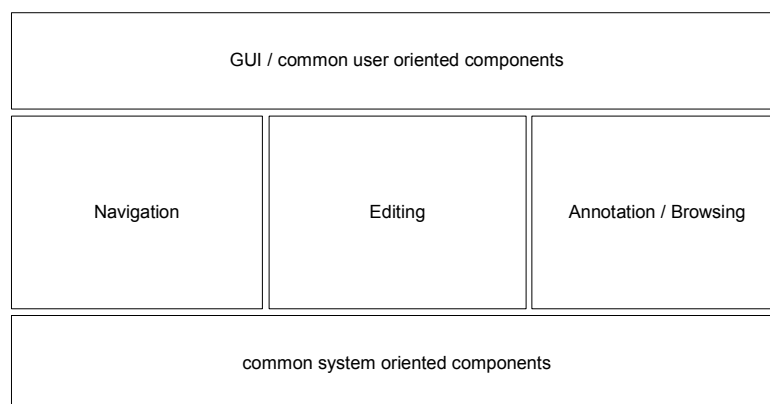 GUI / common user oriented components
Navigation
Editing
Annotation / Browsing
common system oriented components